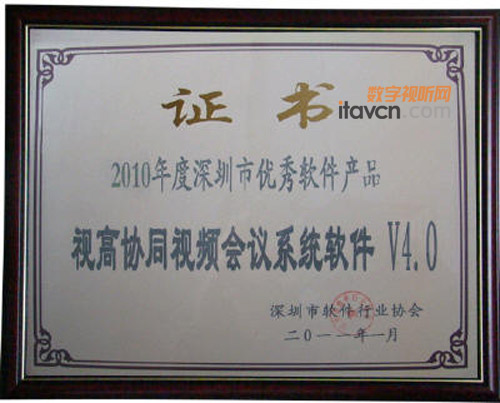 证书
数字视听网
itavcn.com
2010年度深圳市优秀软件产品
视高协同视频会议系统软件 V4.0
深圳市软件行业协会
二〇一一年一月